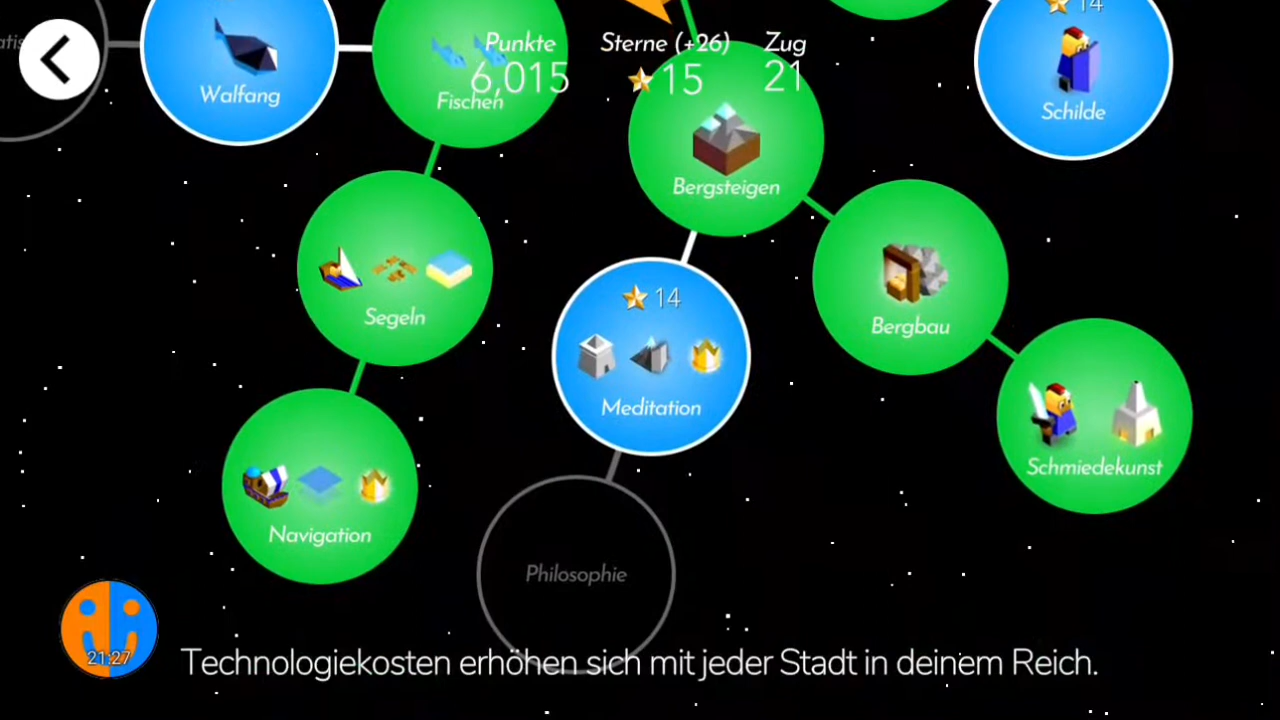 14
Punkte Sterne (+26) Zug
6,015 15 21
Walfang
Fischen
Schilde
Bergsteigen
14
Segeln
Bergbau
Meditation
Schmiedekunst
Navigation
Philosophie
21:27
Technologiekosten erhöhen sich mit jeder Stadt in deinem Reich.